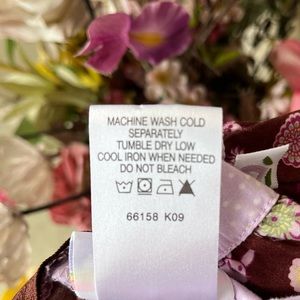 MACHINE WASH COLD
SEPARATELY
TUMBLE DRY LOW
COOL IRON WHEN NEEDED
DO NOT BLEACH
66158 K09